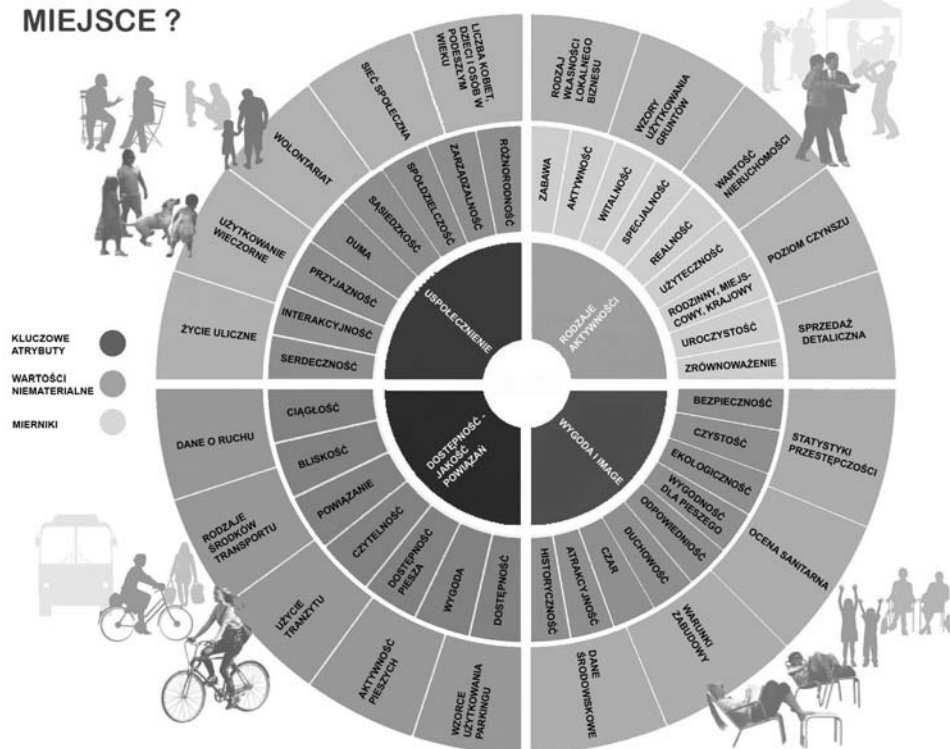 MIEJSCE ?
LICZBA KOBIET,
DZIECI I OSÓB W
PODESZŁYM
WIEKU
SIEĆ SPOŁECZNA
WOLONTARIAT
UŻYTKOWANIE
WIECZORNE
ŻYCIE ULICZNE
RODZAJ
WŁASNOŚCI
LOKALNEGO
BIZNESU
WZORY
UŻYTKOWANIA
GRUNTÓW
WARTOŚĆ
NIERUCHOMOŚCI
POZIOM CZYNSZU
SPRZEDAŻ
DETALICZNA
RÓŻNORODNOŚĆ
ZARZĄDZALNOŚĆ
SPÓŁDZIELCZOŚĆ
SĄSIEDZKOŚĆ
DUMA
PRZYJAZNOŚĆ
INTERAKCYJNOŚĆ
SERDECZNOŚĆ
ZABAWA
AKTYWNOŚĆ
WITALNOŚĆ
SPECJALNOŚĆ
REALNOŚĆ
UŻYTECZNOŚĆ
RODZINNY, MIEJS-
COWY, KRAJOWY
UROCZYSTOŚĆ
ZRÓWNOWAŻENIE
USPOŁECZNIENIE
RODZAJE
AKTYWNOŚCI
KLUCZOWE
ATRYBUTY
WARTOŚCI
NIEMATERIALNE
MIERNIKI
DOSTĘPNOŚĆ -
JAKOŚĆ
POWIĄZAŃ
WYGODA I IMAGE
CIĄGŁOŚĆ
BLISKOŚĆ
POWIĄZANIE
CZYTELNOŚĆ
DOSTĘPNOŚĆ
PIESZA
WYGODA
DOSTĘPNOŚĆ
BEZPIECZNOŚĆ
CZYSTOŚĆ
EKOLOGICZNOŚĆ
WYGODNOŚĆ
DLA PIESZEGO
ODPOWIEDNIOŚĆ
DUCHOWOŚĆ
CZAR
ATRAKCYJNOŚĆ
HISTORYCZNOŚĆ
DANE O RUCHU
RODZAJE
ŚRODKÓW
TRANSPORTU
UŻYCIE
TRANZYTU
AKTYWNOŚĆ
PIESZYCH
WZORCE
UŻYTKOWANIA
PARKINGU
STATYSTYKI
PRZESTĘPCZOŚCI
OCENA SANITARNA
WARUNKI
ZABUDOWY
DANE
ŚRODOWISKOWE